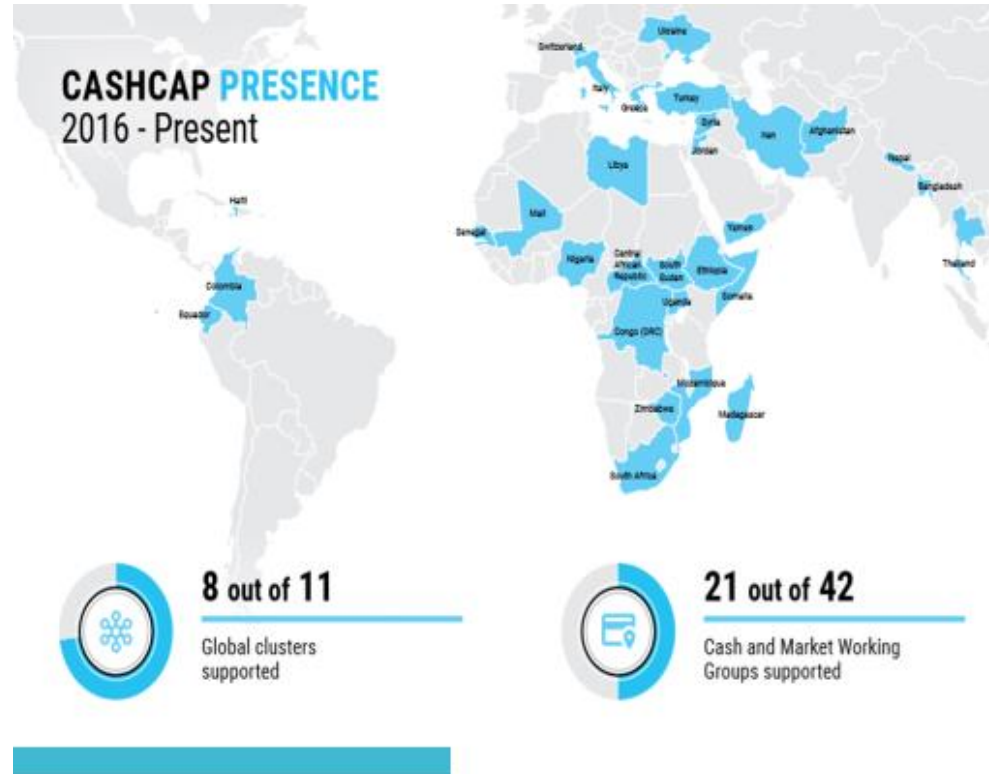 CASHCAP PRESENCE
2016 - Present
Ukraine
Switzerland
Italy
Greece
Turkey
Syria
Jordan
Iran
Afghanistan
Libya
Nepal
Bangladesh
Haiti
Mali
Senegal
Yemen
Nigeria
Central
African
Republic
South
Sudan
Ethiopia
Thailand
Colombia
Ecuador
Uganda
Somalia
Congo (DRC)
Zimbabwe
Madagascar
South Africa
8 out of 11
Global clusters
supported
21 out of 42
Cash and Market Working
Groups supported